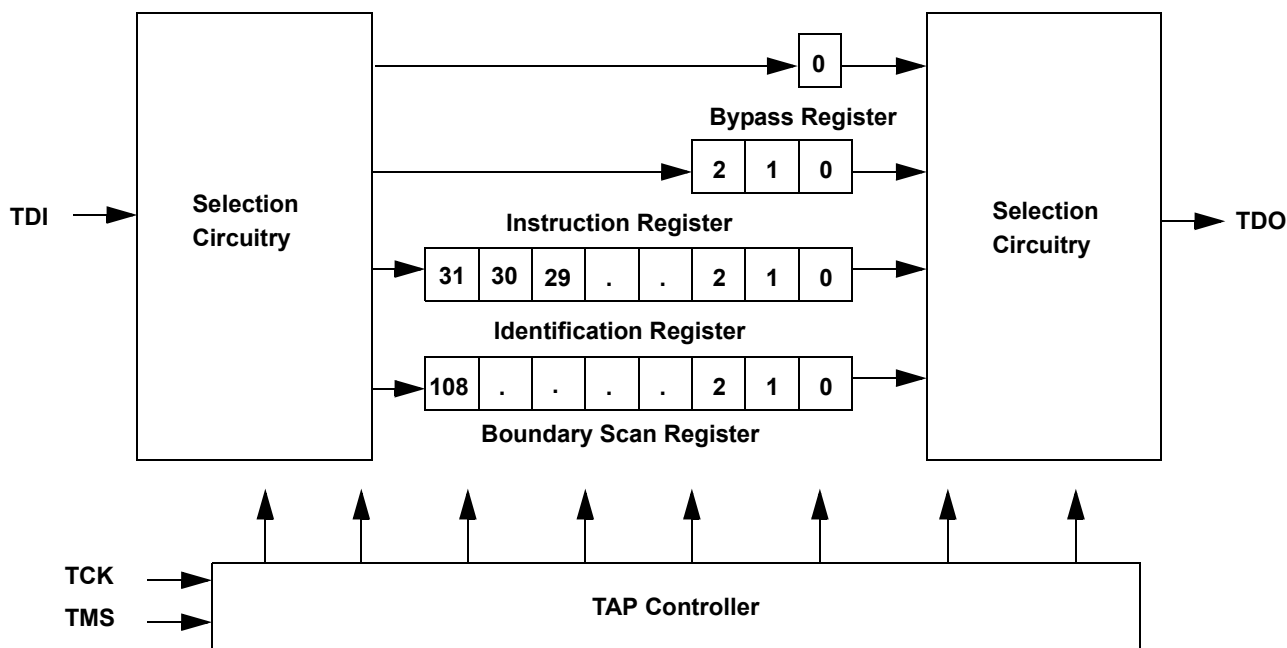 0
Bypass Register
2 1 0
Selection
Circuitry
TDI
Selection
Circuitry
TDO
Instruction Register
31 30 29 . . 2 1 0
Identification Register
108 . . . . 2 1 0
Boundary Scan Register
TCK
TMS
TAP Controller